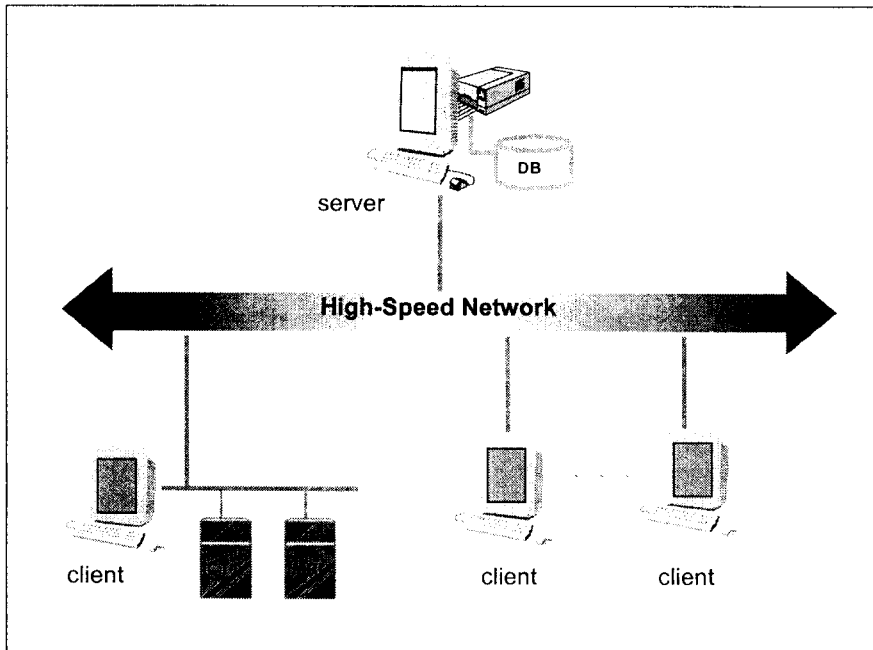 DB
server
High-Speed Network
client
client
client